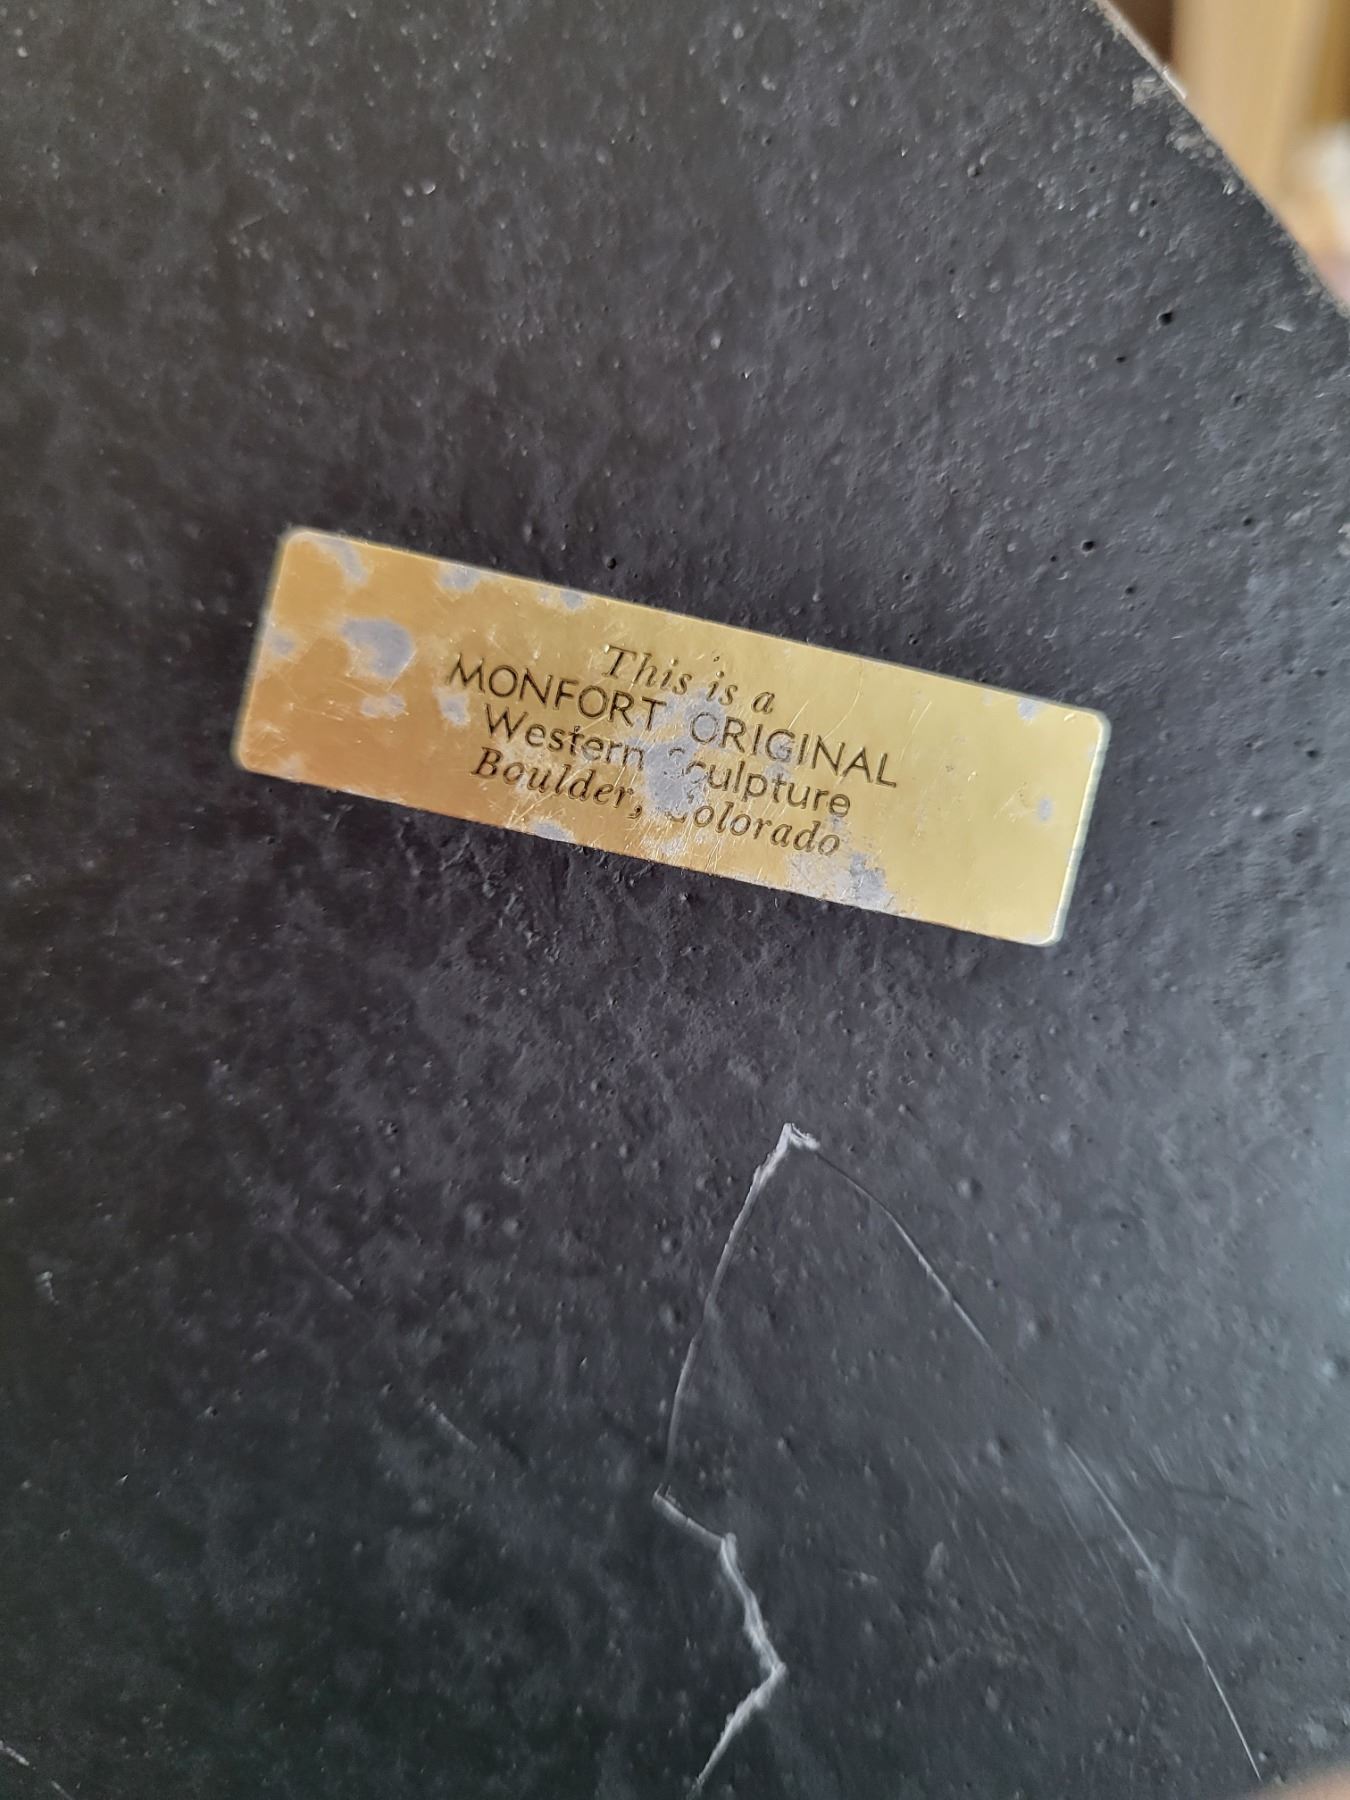 This is a
MONFORT ORIGINAL
Western Sculpture
Boulder, Colorado